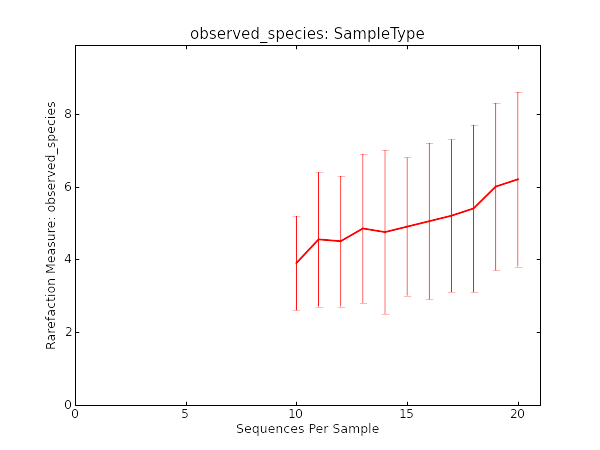 observed_species: SampleType
Rarefaction Measure: observed_species
8
6
4
2
0
0 5 10 15 20
Sequences Per Sample